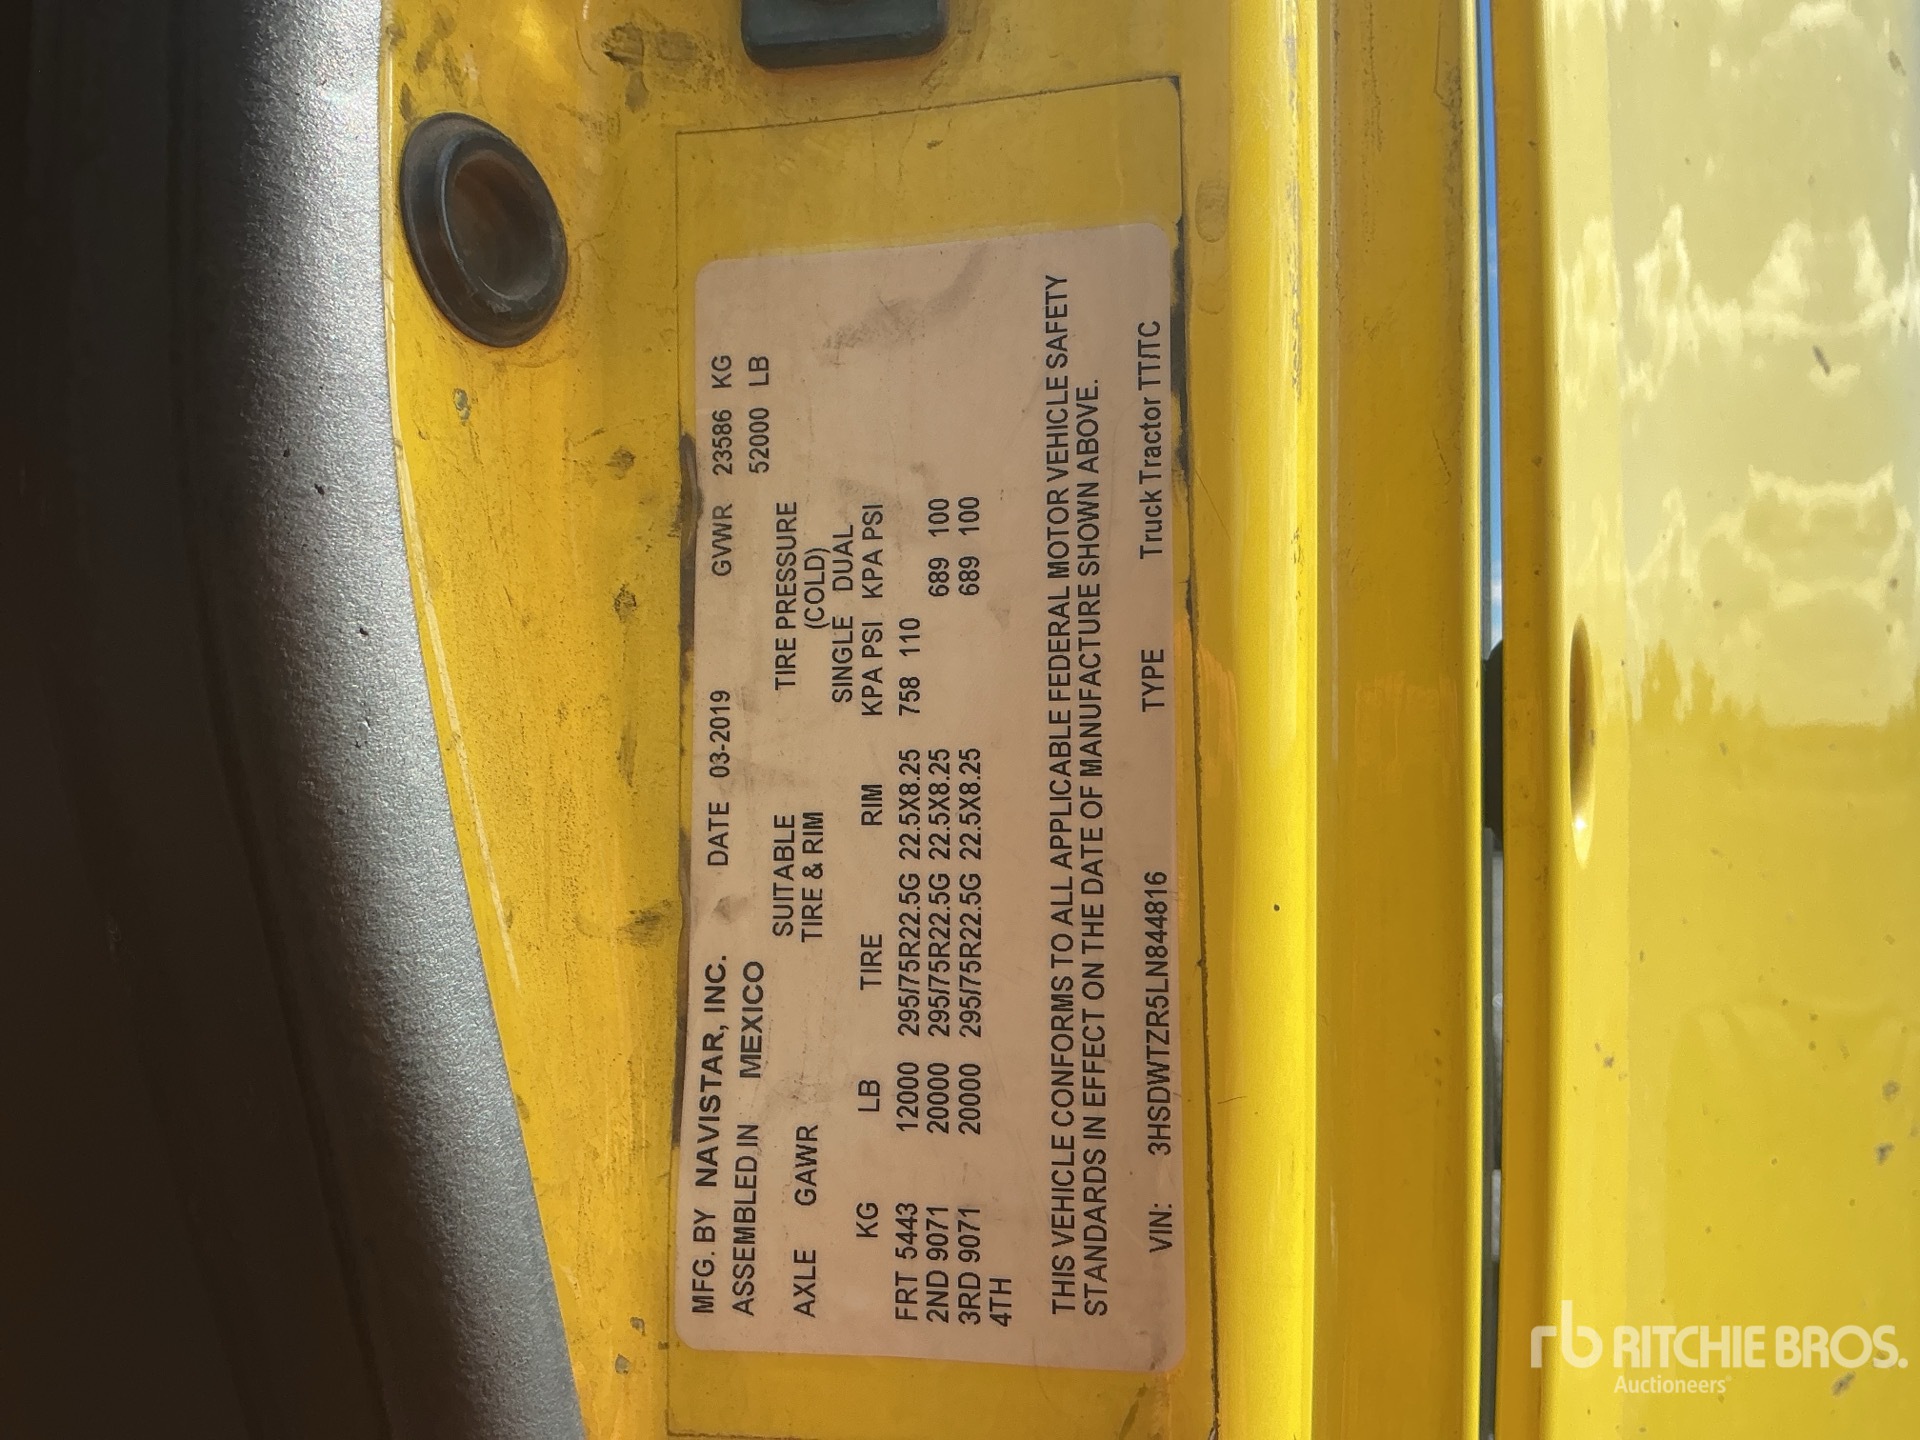 MFG. BY NAVISTAR, INC. DATE 03-2019 GVWR 23586 KG
ASSEMBLED IN MEXICO 52000 LB
SUITABLE TIRE PRESSURE
AXLE GAWR TIRE & RIM (COLD)
SINGLE DUAL
KG LB TIRE RIM KPA PSI KPA PSI
FRT 5443 12000 295/75R22.5G 22.5X8.25 758 110
2ND 9071 20000 295/75R22.5G 22.5X8.25 689 100
3RD 9071 20000 295/75R22.5G 22.5X8.25 689 100
4TH
THIS VEHICLE CONFORMS TO ALL APPLICABLE FEDERAL MOTOR VEHICLE SAFETY
STANDARDS IN EFFECT ON THE DATE OF MANUFACTURE SHOWN ABOVE.
VIN: 3HSDWTZR5LN844816 TYPE Truck Tractor TT/TC
rb RITCHIE BROS.
Auctioneers